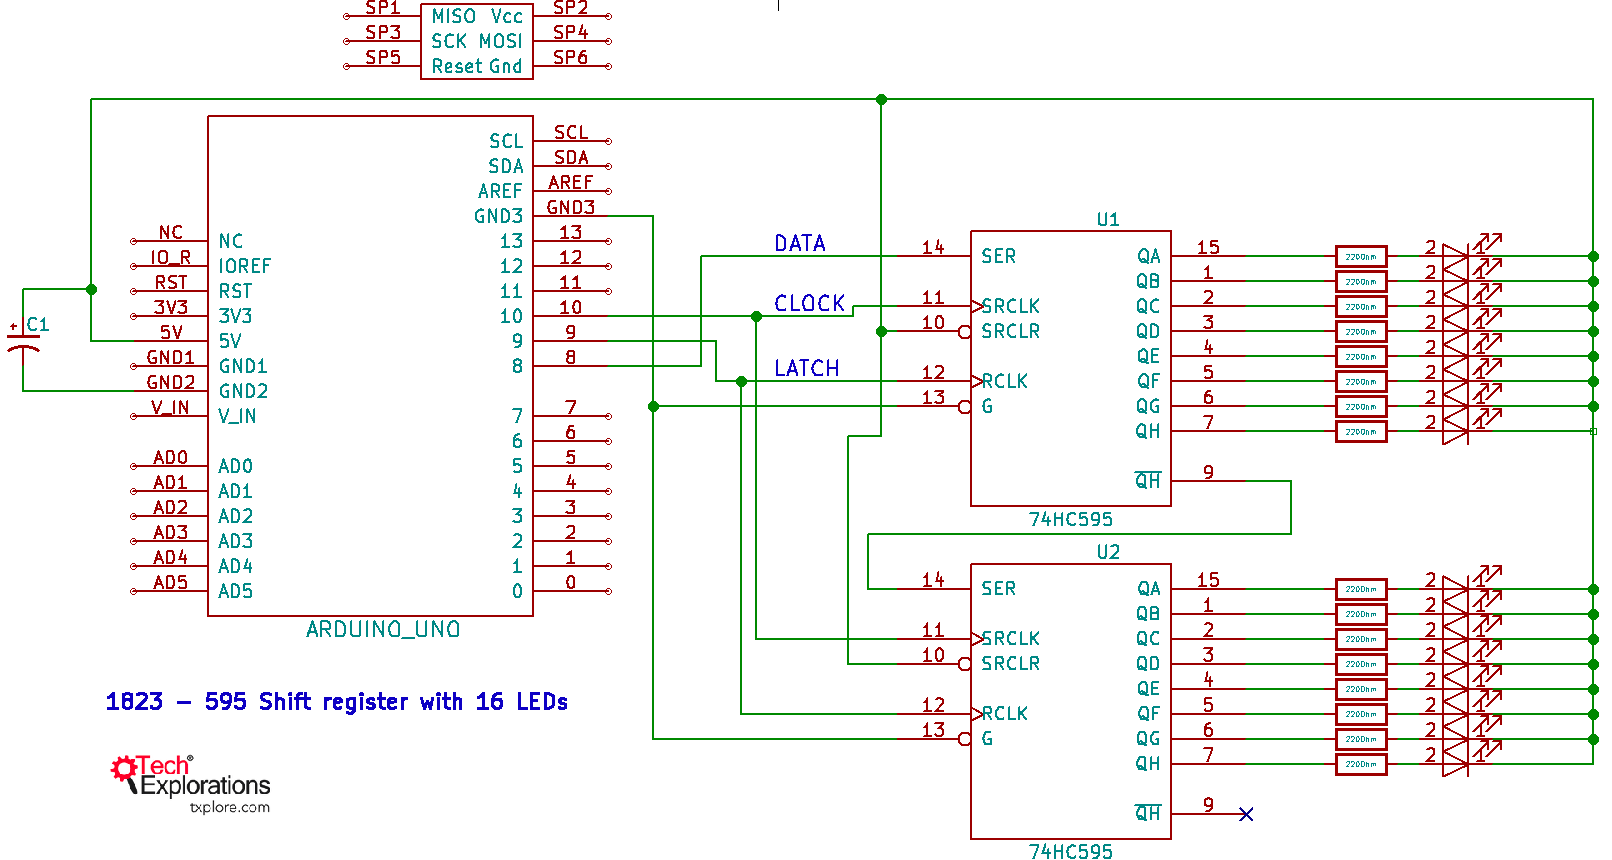 SP1 MISO Vcc SP2
SP3 SCK MOSI SP4
SP5 Reset Gnd SP6
SCL SCL
SDA SDA
AREF AREF
GND3 GND3
NC NC 13 13
IO_R IOREF 12 12
RST RST 11 11
3V3 3V3 10 10
5V 5V 9 9
GND1 GND1 8 8
GND2 GND2
V_IN V_IN 7 7
6 6
AD0 AD0 5 5
AD1 AD1 4 4
AD2 AD2 3 3
AD3 AD3 2 2
AD4 AD4 1 1
AD5 AD5 0 0
ARDUINO_UNO
+ C1
DATA
CLOCK
LATCH
U1
14 SER QA 15 220Ohm 2 1
QB 1 220Ohm 2 1
11 SRCLK QC 2 220Ohm 2 1
10 SRCLR QD 3 220Ohm 2 1
QE 4 220Ohm 2 1
12 RCLK QF 5 220Ohm 2 1
13 G QG 6 220Ohm 2 1
QH 7 220Ohm 2 1
QH 9
74HC595
U2
14 SER QA 15 220Ohm 2 1
QB 1 220Ohm 2 1
11 SRCLK QC 2 220Ohm 2 1
10 SRCLR QD 3 220Ohm 2 1
QE 4 220Ohm 2 1
12 RCLK QF 5 220Ohm 2 1
13 G QG 6 220Ohm 2 1
QH 7 220Ohm 2 1
QH 9
74HC595
1823 - 595 Shift register with 16 LEDs
Tech®
Explorations
txplore.com